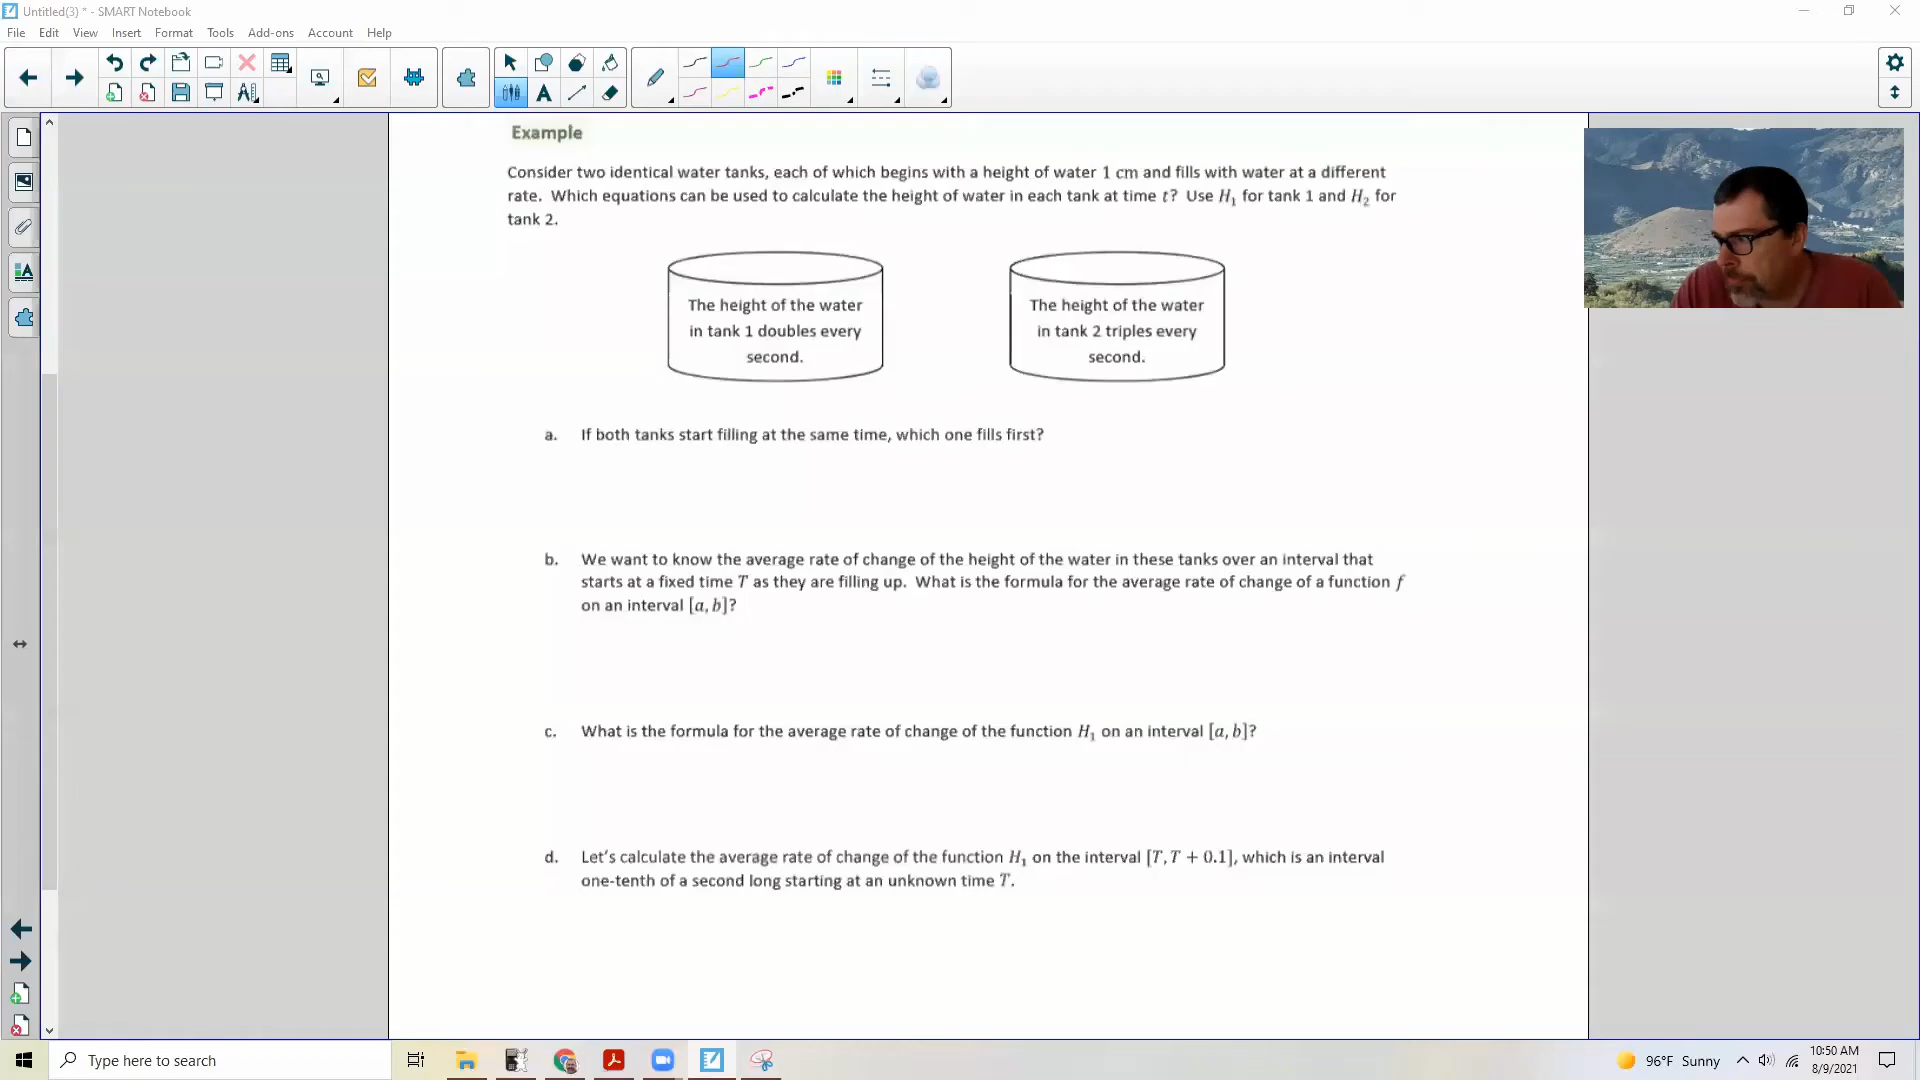 Untitled(3) * - SMART Notebook
File Edit View Insert Format Tools Add-ons Account Help
Example
Consider two identical water tanks, each of which begins with a height of water 1 cm and fills with water at a different
rate. Which equations can be used to calculate the height of water in each tank at time t? Use H₁ for tank 1 and H₂ for
tank 2.
The height of the water
in tank 1 doubles every
second.
The height of the water
in tank 2 triples every
second.
a. If both tanks start filling at the same time, which one fills first?
b. We want to know the average rate of change of the height of the water in these tanks over an interval that
starts at a fixed time T as they are filling up. What is the formula for the average rate of change of a function f
on an interval [a, b]?
c. What is the formula for the average rate of change of the function H₁ on an interval [a, b]?
d. Let's calculate the average rate of change of the function H₁ on the interval [T, T + 0.1], which is an interval
one-tenth of a second long starting at an unknown time T.
Type here to search
96°F Sunny
10:50 AM
8/9/2021